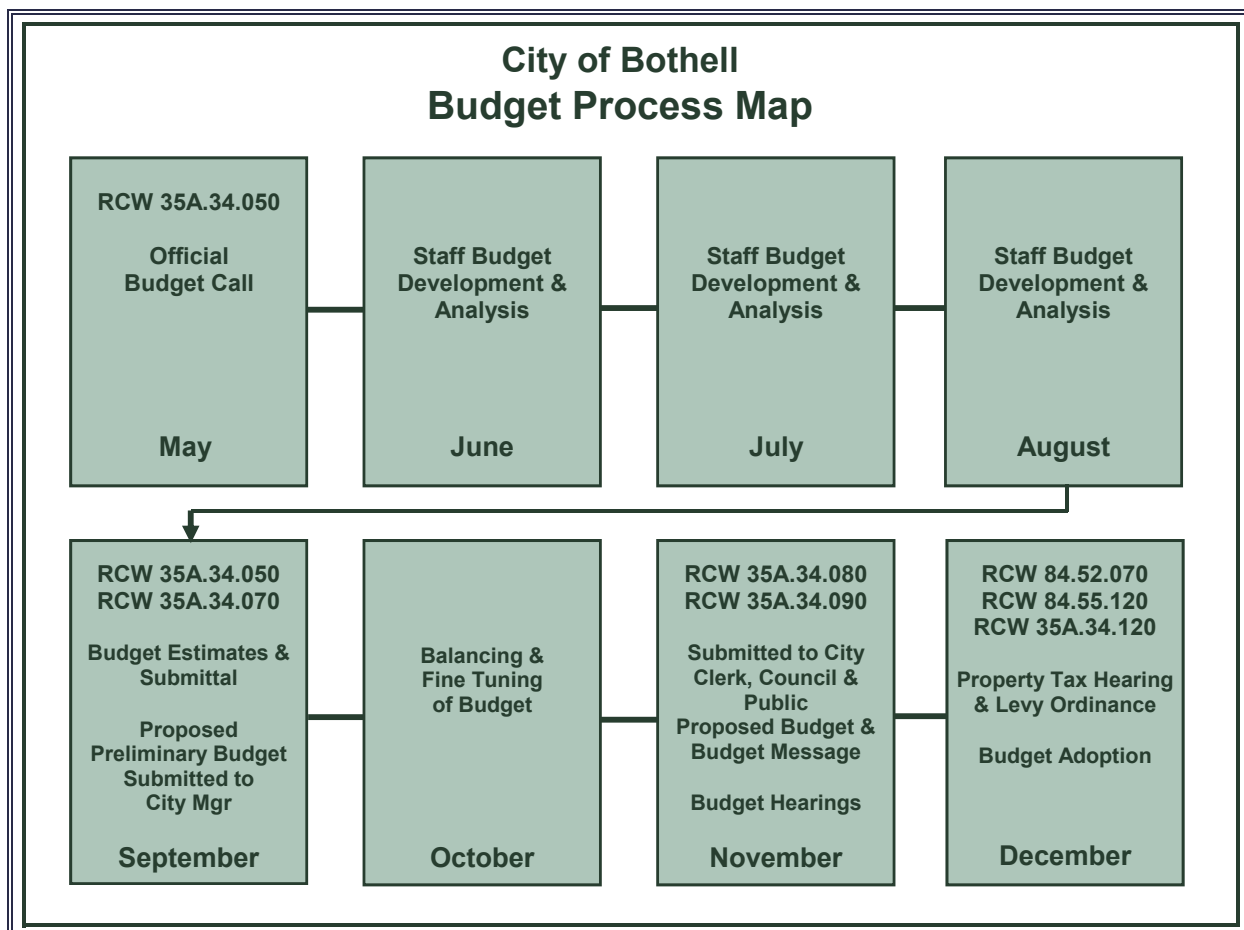 City of Bothell
Budget Process Map
RCW 35A.34.050
Official
Budget Call
May
Staff Budget
Development &
Analysis
June
Staff Budget
Development &
Analysis
July
Staff Budget
Development &
Analysis
August
RCW 35A.34.050
RCW 35A.34.070
Budget Estimates &
Submittal
Proposed
Preliminary Budget
Submitted to
City Mgr
September
Balancing &
Fine Tuning
of Budget
October
RCW 35A.34.080
RCW 35A.34.090
Submitted to City
Clerk, Council &
Public
Proposed Budget &
Budget Message
Budget Hearings
November
RCW 84.52.070
RCW 84.55.120
RCW 35A.34.120
Property Tax Hearing
& Levy Ordinance
Budget Adoption
December